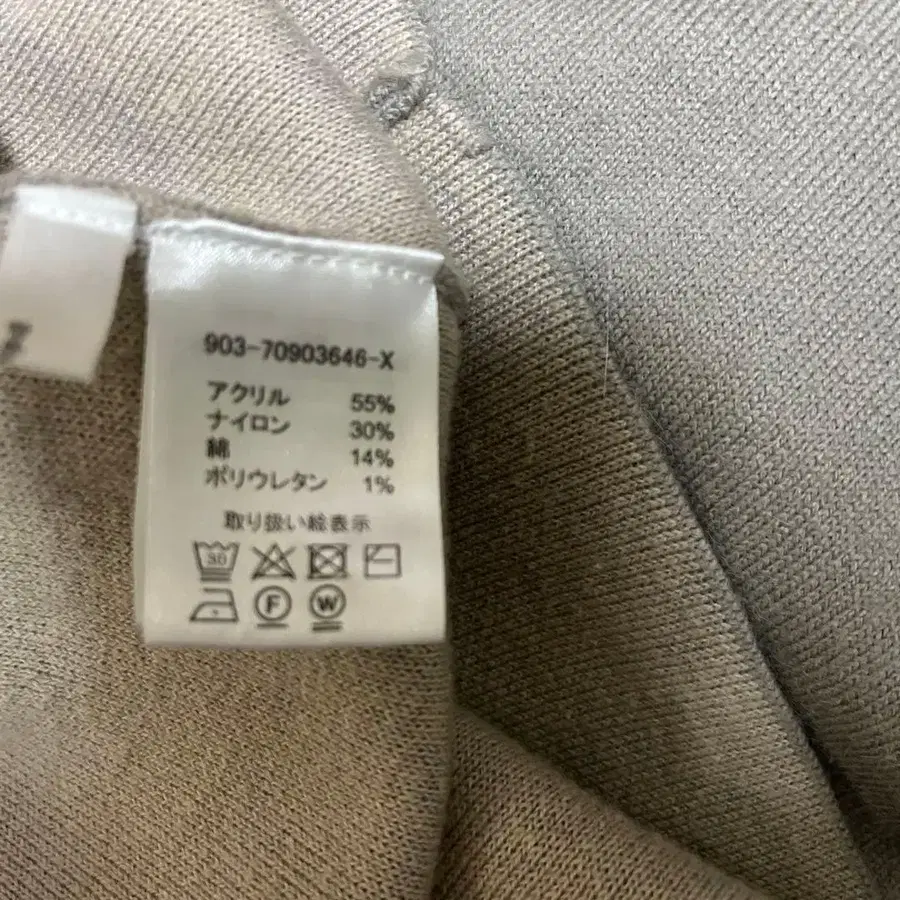 903-70903646-X
アクリル 55%
ナイロン 30%
綿 14%
ポリウレタン 1%
取り扱い絵表示
30
F W